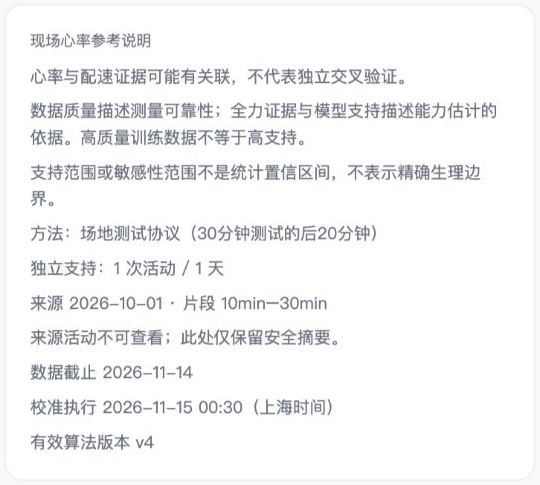 现场心率参考说明
心率与配速证据可能有关联，不代表独立交叉验证。
数据质量描述测量可靠性；全力证据与模型支持描述能力估计的
依据。高质量训练数据不等于高支持。
支持范围或敏感性范围不是统计置信区间，不表示精确生理边
界。
方法：场地测试协议（30分钟测试的后20分钟）
独立支持：1 次活动 / 1 天
来源 2026-10-01 · 片段 10min–30min
来源活动不可查看；此处仅保留安全摘要。
数据截止 2026-11-14
校准执行 2026-11-15 00:30（上海时间）
有效算法版本 v4